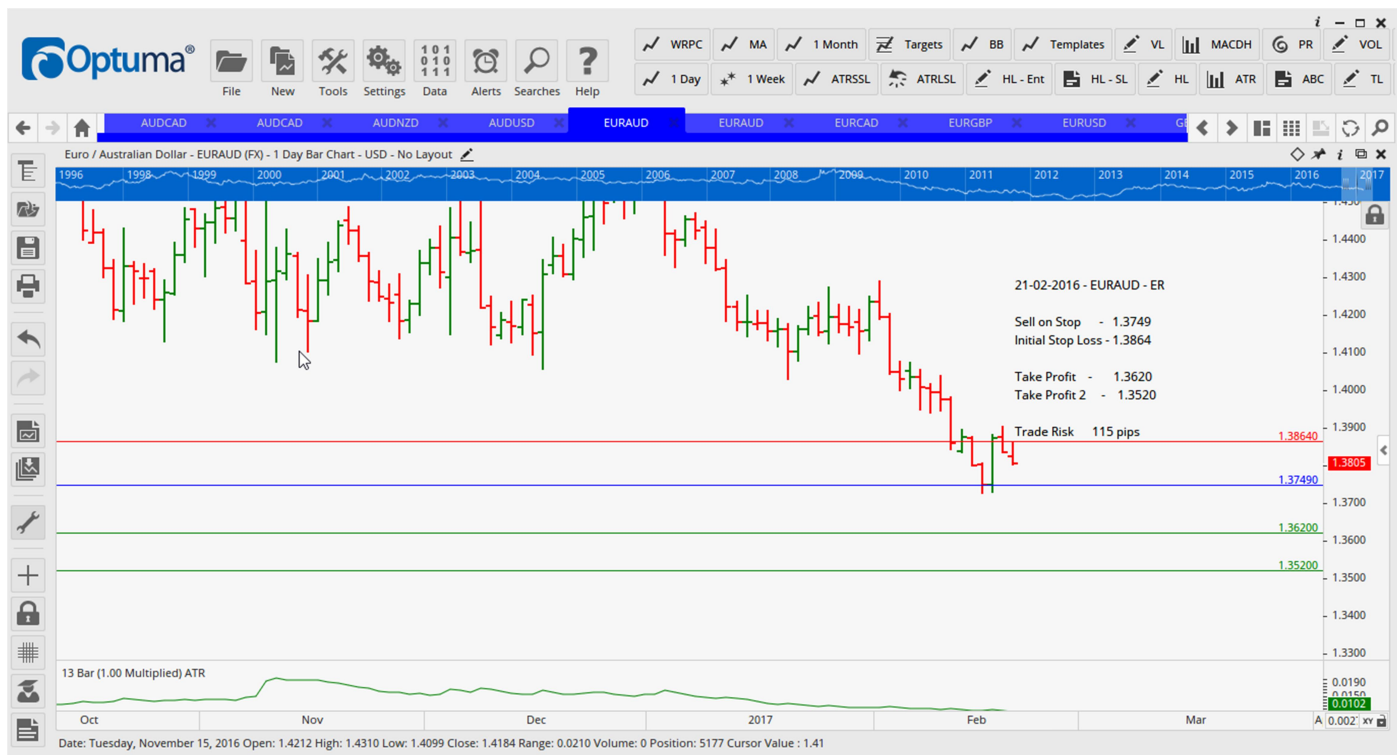 i
Optuma®
File New Tools Settings Data Alerts Searches Help
WRPC MA 1 Month Targets BB Templates VL MACDH PR VOL
1 Day 1 Week ATRSSL ATRLSL HL - Ent HL - SL HL ATR ABC TL
AUDCAD AUDCAD AUDNZD AUDUSD EURAUD EURAUD EURCAD EURGBP EURUSD
Euro / Australian Dollar - EURAUD (FX) - 1 Day Bar Chart - USD - No Layout
1996 1998 1999 2000 2001 2002 2003 2004 2005 2006 2007 2008 2009 2010 2011 2012 2013 2014 2015 2016 2017
1.4400
1.4300
21-02-2016 - EURAUD - ER
1.4200
Sell on Stop - 1.3749
Initial Stop Loss - 1.3864
1.4100
Take Profit - 1.3620
1.4000
Take Profit 2 - 1.3520
1.3900
Trade Risk 115 pips
1.38640
1.3805
1.37490
1.3700
1.36200
1.3600
1.35200
1.3500
1.3400
1.3300
13 Bar (1.00 Multiplied) ATR
0.0190
0.0102
Oct Nov Dec 2017 Feb Mar A XY
Date: Tuesday, November 15, 2016 Open: 1.4212 High: 1.4310 Low: 1.4099 Close: 1.4184 Range: 0.0210 Volume: 0 Position: 5177 Cursor Value : 1.41